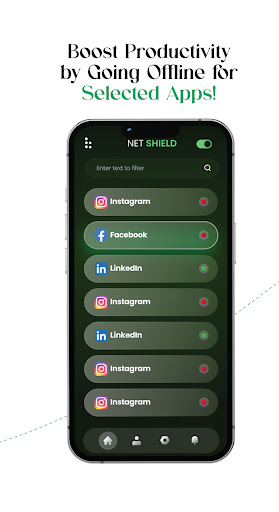 Boost Productivity
by Going Offline for
Selected Apps!
NET SHIELD
Enter text to filter
Instagram
Facebook
LinkedIn
Instagram
LinkedIn
Instagram
Instagram